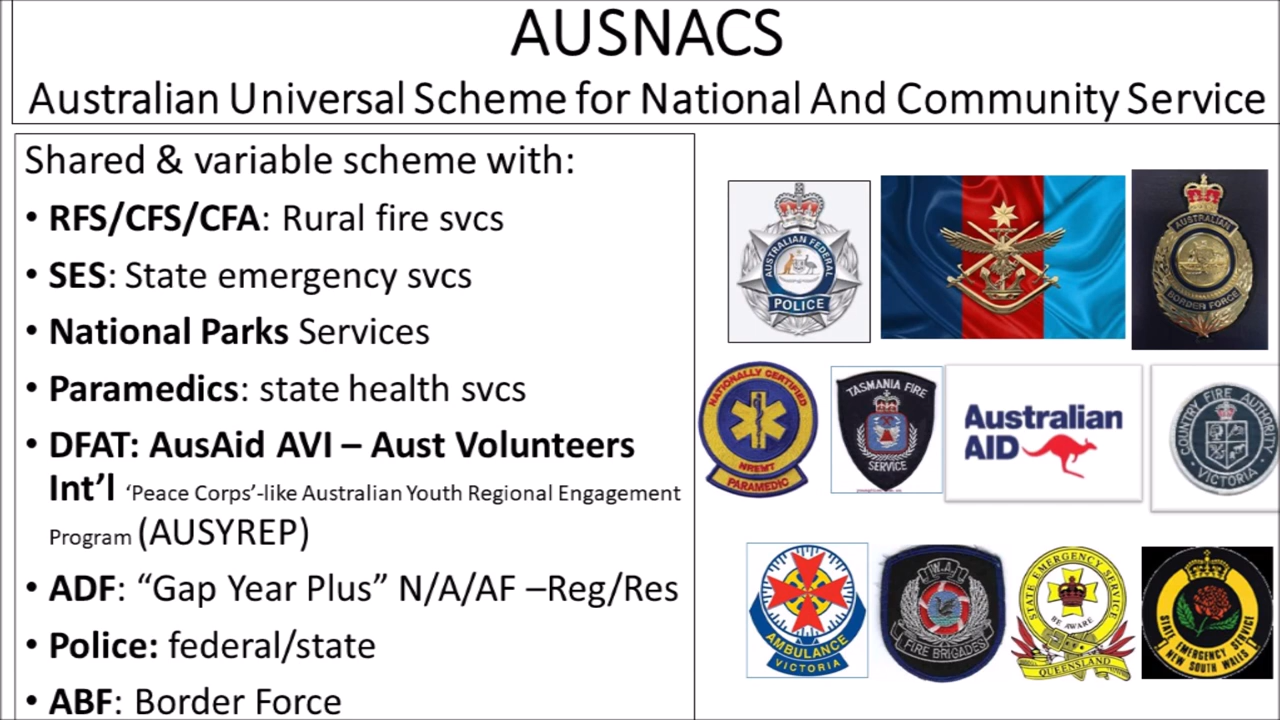 AUSNACS
Australian Universal Scheme for National And Community Service
Shared & variable scheme with:
• RFS/CFS/CFA: Rural fire svcs
• SES: State emergency svcs
• National Parks Services
• Paramedics: state health svcs
• DFAT: AusAid AVI – Aust Volunteers
Int’l ‘Peace Corps’-like Australian Youth Regional Engagement
Program (AUSYREP)
• ADF: “Gap Year Plus” N/A/AF –Reg/Res
• Police: federal/state
• ABF: Border Force
AUSTRALIAN FEDERAL
POLICE
AUSTRALIAN
BORDER FORCE
NATIONALLY CERTIFIED
NREMT
PARAMEDIC
TASMANIA FIRE
SERVICE
Australian
AID
COUNTRY FIRE AUTHORITY
VICTORIA
AMBULANCE
VICTORIA
W.A.
FIRE BRIGADES
STATE EMERGENCY SERVICE
BE AWARE
QUEENSLAND
STATE EMERGENCY SERVICE
NEW SOUTH WALES